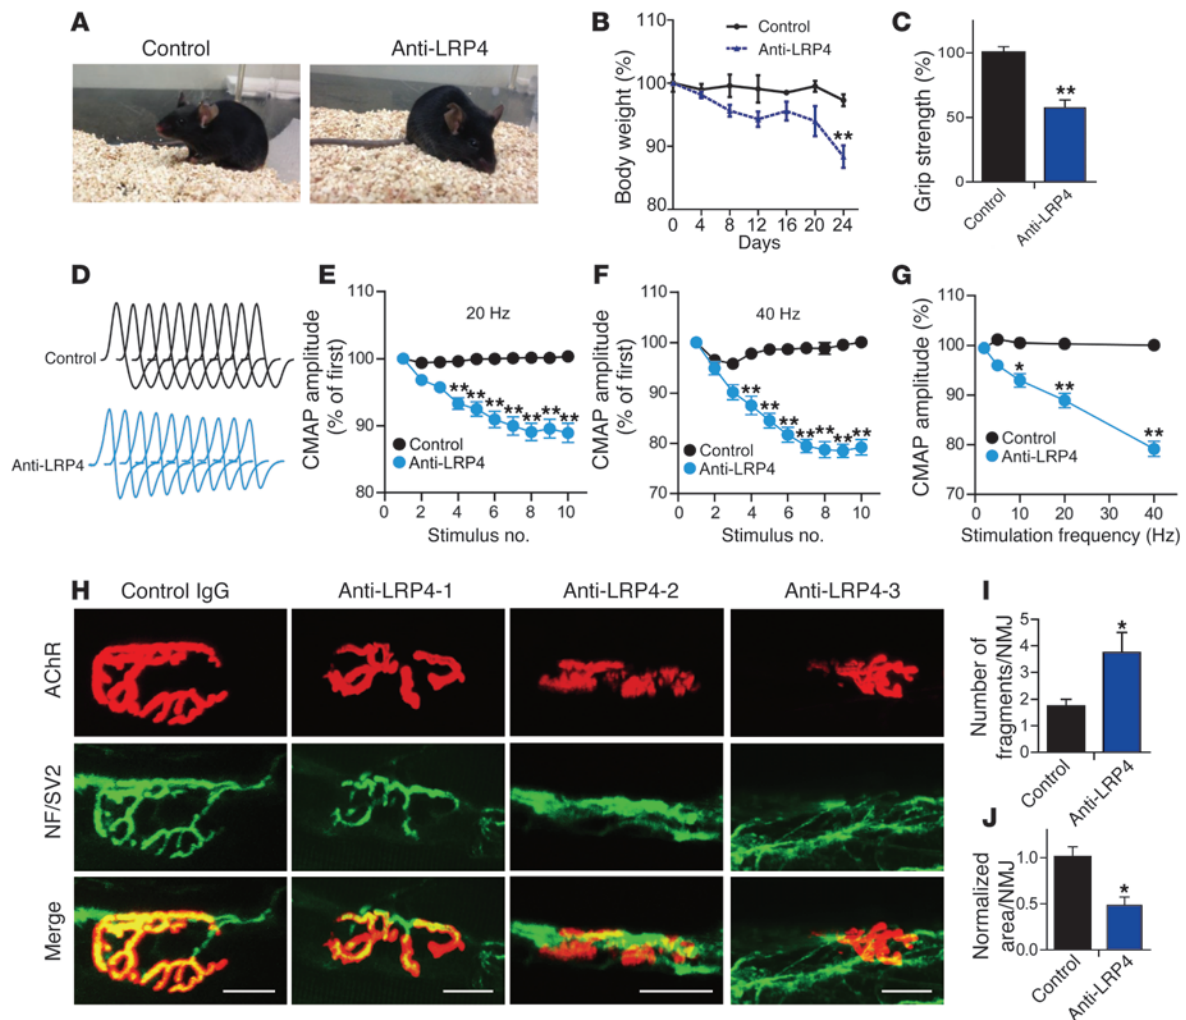 A
Control
Anti-LRP4
B
110
100
90
80
Body weight (%)
Control
Anti-LRP4
**
0 4 8 12 16 20 24
Days
C
100
50
0
Grip strength (%)
**
Control
Anti-LRP4
D
Control
Anti-LRP4
E
110
100
90
80
CMAP amplitude
(% of first)
20 Hz
** ** ** ** ** ** **
Control
Anti-LRP4
0 2 4 6 8 10
Stimulus no.
F
110
100
90
80
70
CMAP amplitude
(% of first)
40 Hz
** ** ** ** ** ** **
Control
Anti-LRP4
0 2 4 6 8 10
Stimulus no.
G
110
100
90
80
70
CMAP amplitude (%)
* ** **
Control
Anti-LRP4
0 10 20 30 40
Stimulation frequency (Hz)
H
Control IgG
Anti-LRP4-1
Anti-LRP4-2
Anti-LRP4-3
AChR
NF/SV2
Merge
I
5
4
3
2
1
0
Number of
fragments/NMJ
*
Control
Anti-LRP4
J
1.0
0.5
0.0
Normalized
area/NMJ
*
Control
Anti-LRP4